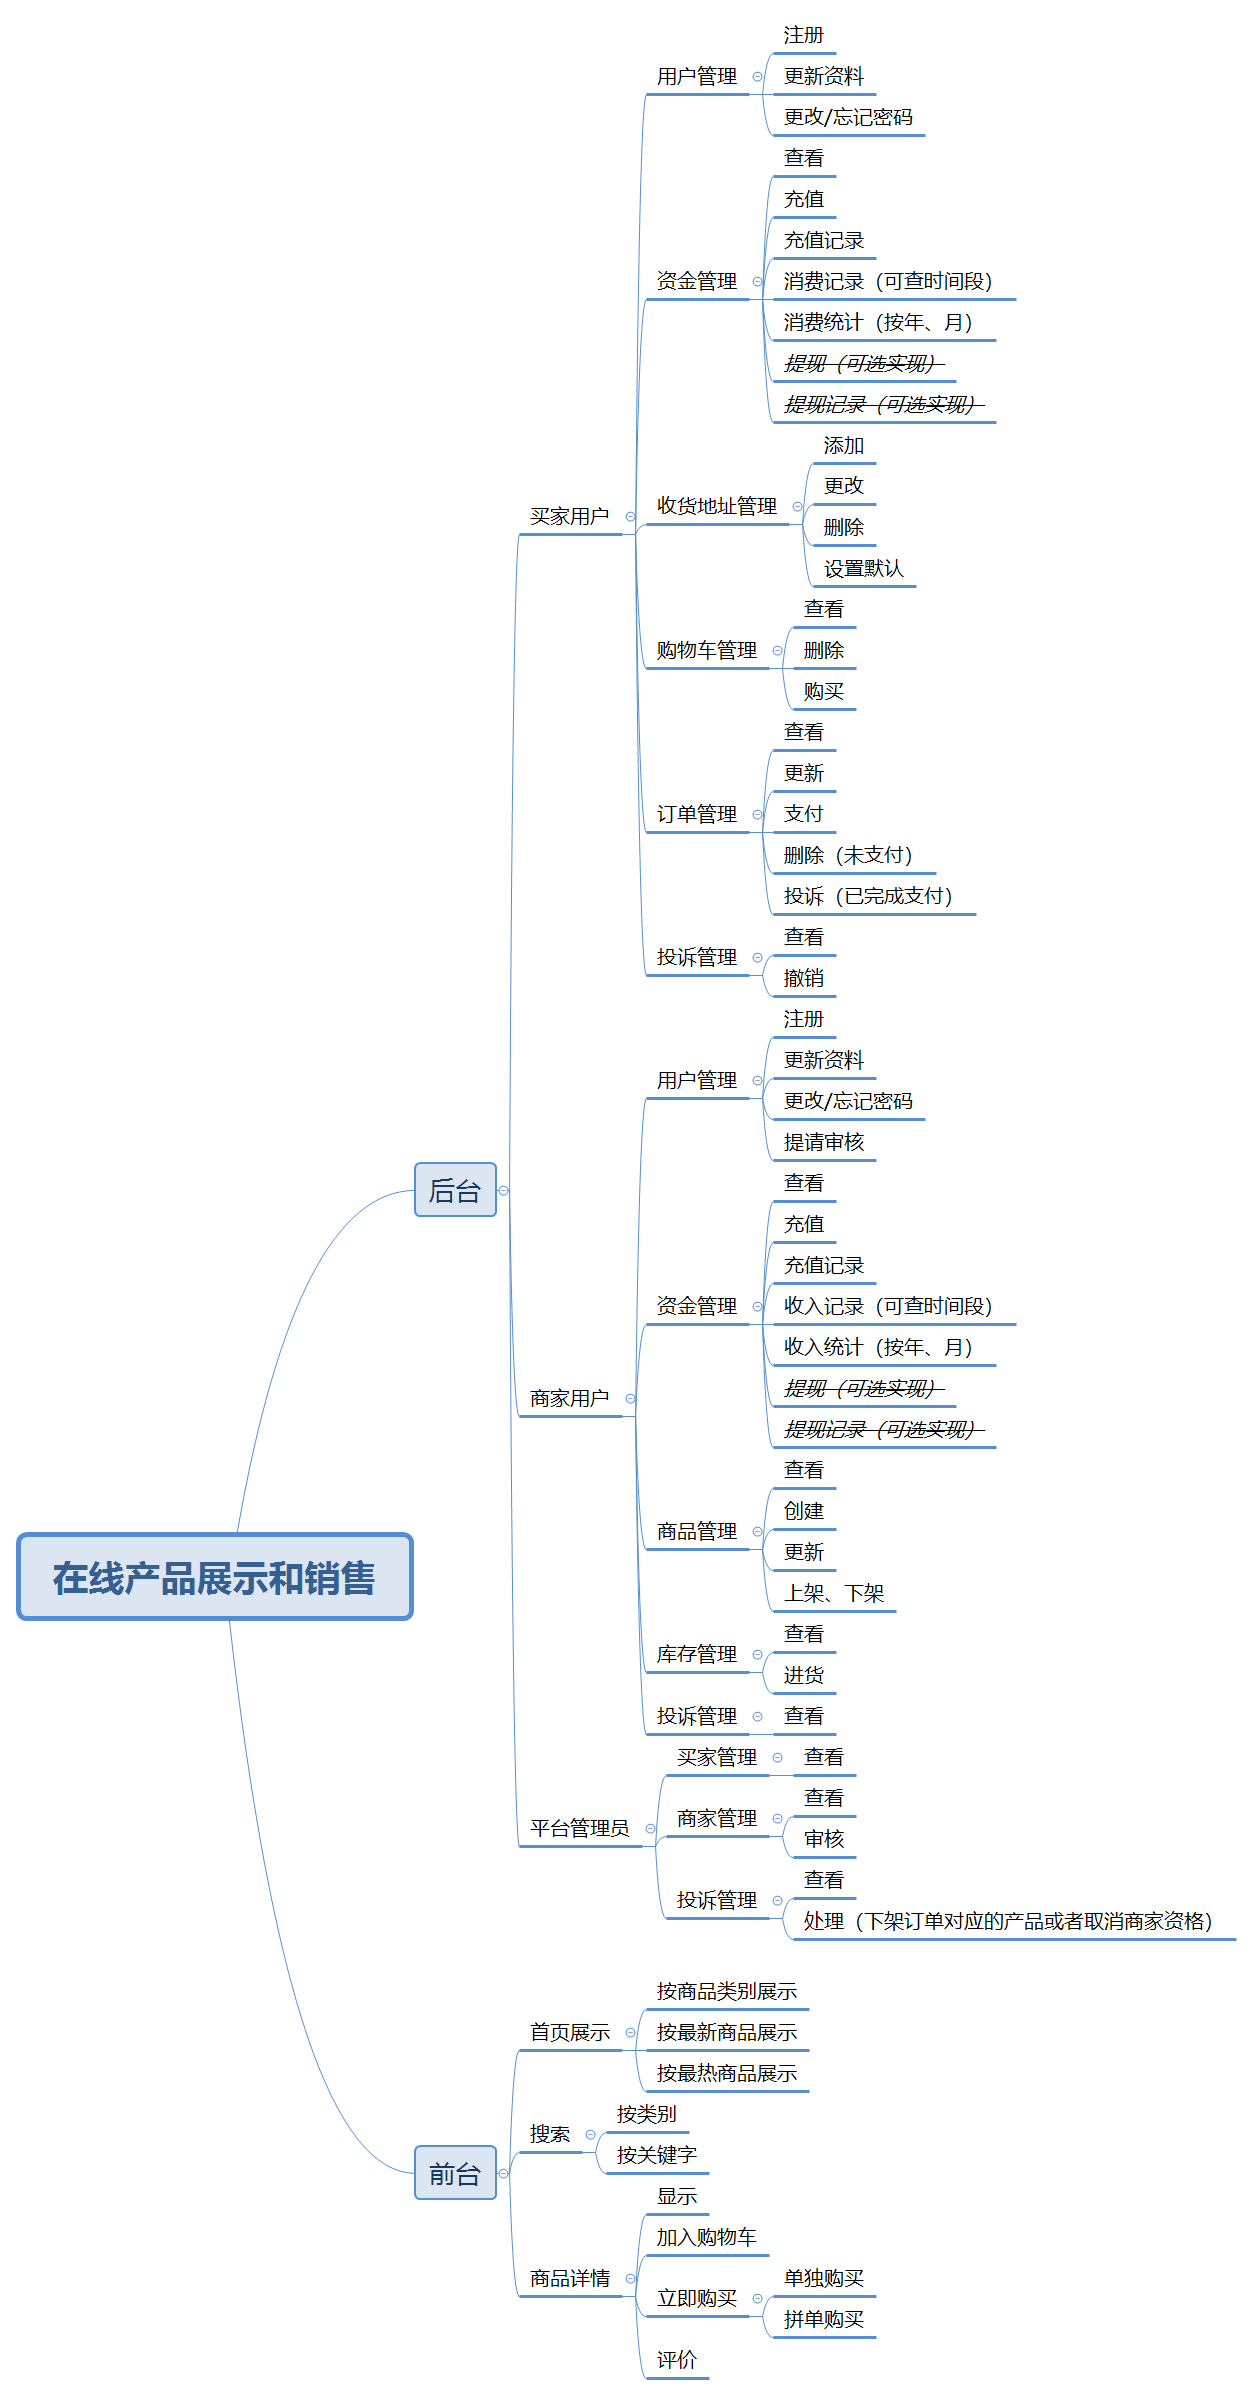 在线产品展示和销售
后台
买家用户
用户管理
注册
更新资料
更改/忘记密码
资金管理
查看
充值
充值记录
消费记录（可查时间段）
消费统计（按年、月）
提现（可选实现）
提现记录（可选实现）
收货地址管理
添加
更改
删除
设置默认
购物车管理
查看
删除
购买
订单管理
查看
更新
支付
删除（未支付）
投诉（已完成支付）
投诉管理
查看
撤销
商家用户
用户管理
注册
更新资料
更改/忘记密码
提请审核
资金管理
查看
充值
充值记录
收入记录（可查时间段）
收入统计（按年、月）
提现（可选实现）
提现记录（可选实现）
商品管理
查看
创建
更新
上架、下架
库存管理
查看
进货
投诉管理
查看
平台管理员
买家管理
查看
商家管理
查看
审核
投诉管理
查看
处理（下架订单对应的产品或者取消商家资格）
前台
首页展示
按商品类别展示
按最新商品展示
按最热商品展示
搜索
按类别
按关键字
商品详情
显示
加入购物车
立即购买
单独购买
拼单购买
评价